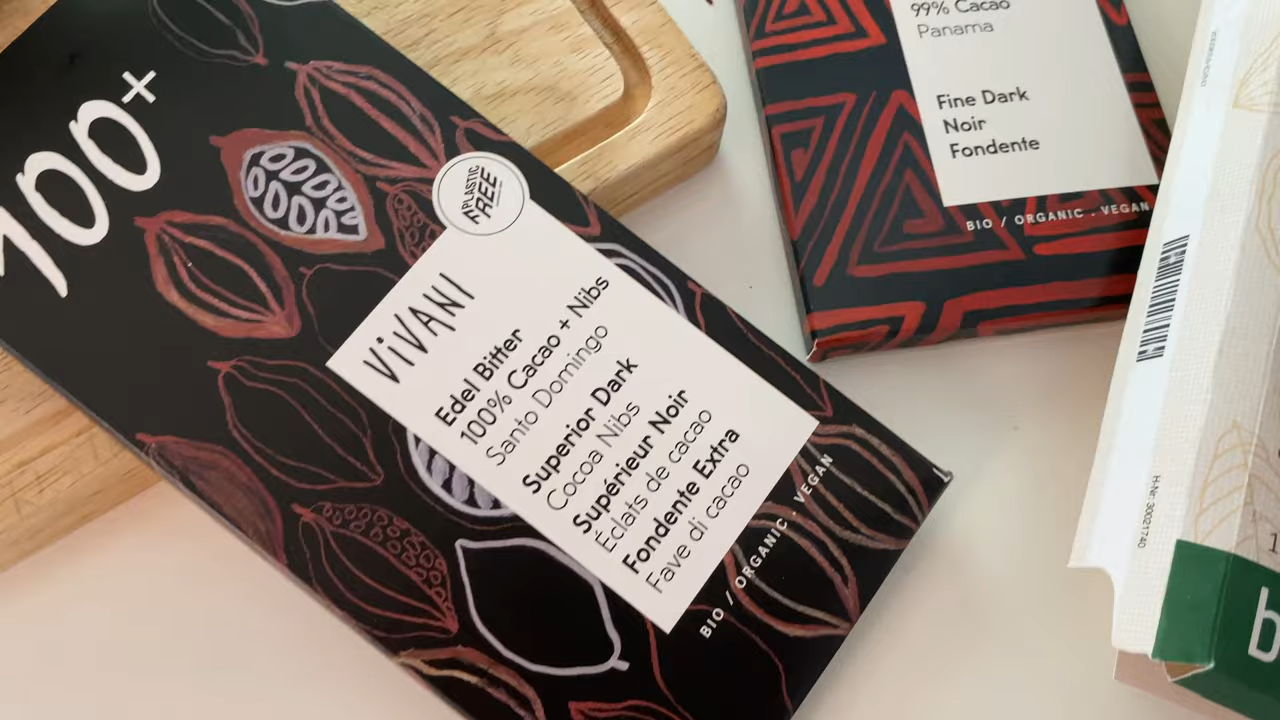 100+
PLASTIC
FREE
ViVANI
Edel Bitter
100% Cacao + Nibs
Santo Domingo
Superior Dark
Cocoa Nibs
Supérieur Noir
Éclats de cacao
Fondente Extra
Fave di cacao
BIO / ORGANIC . VEGAN
99% Cacao
Panama
Fine Dark
Noir
Fondente
BIO / ORGANIC . VEGAN
H-Nr.: 30021740
b